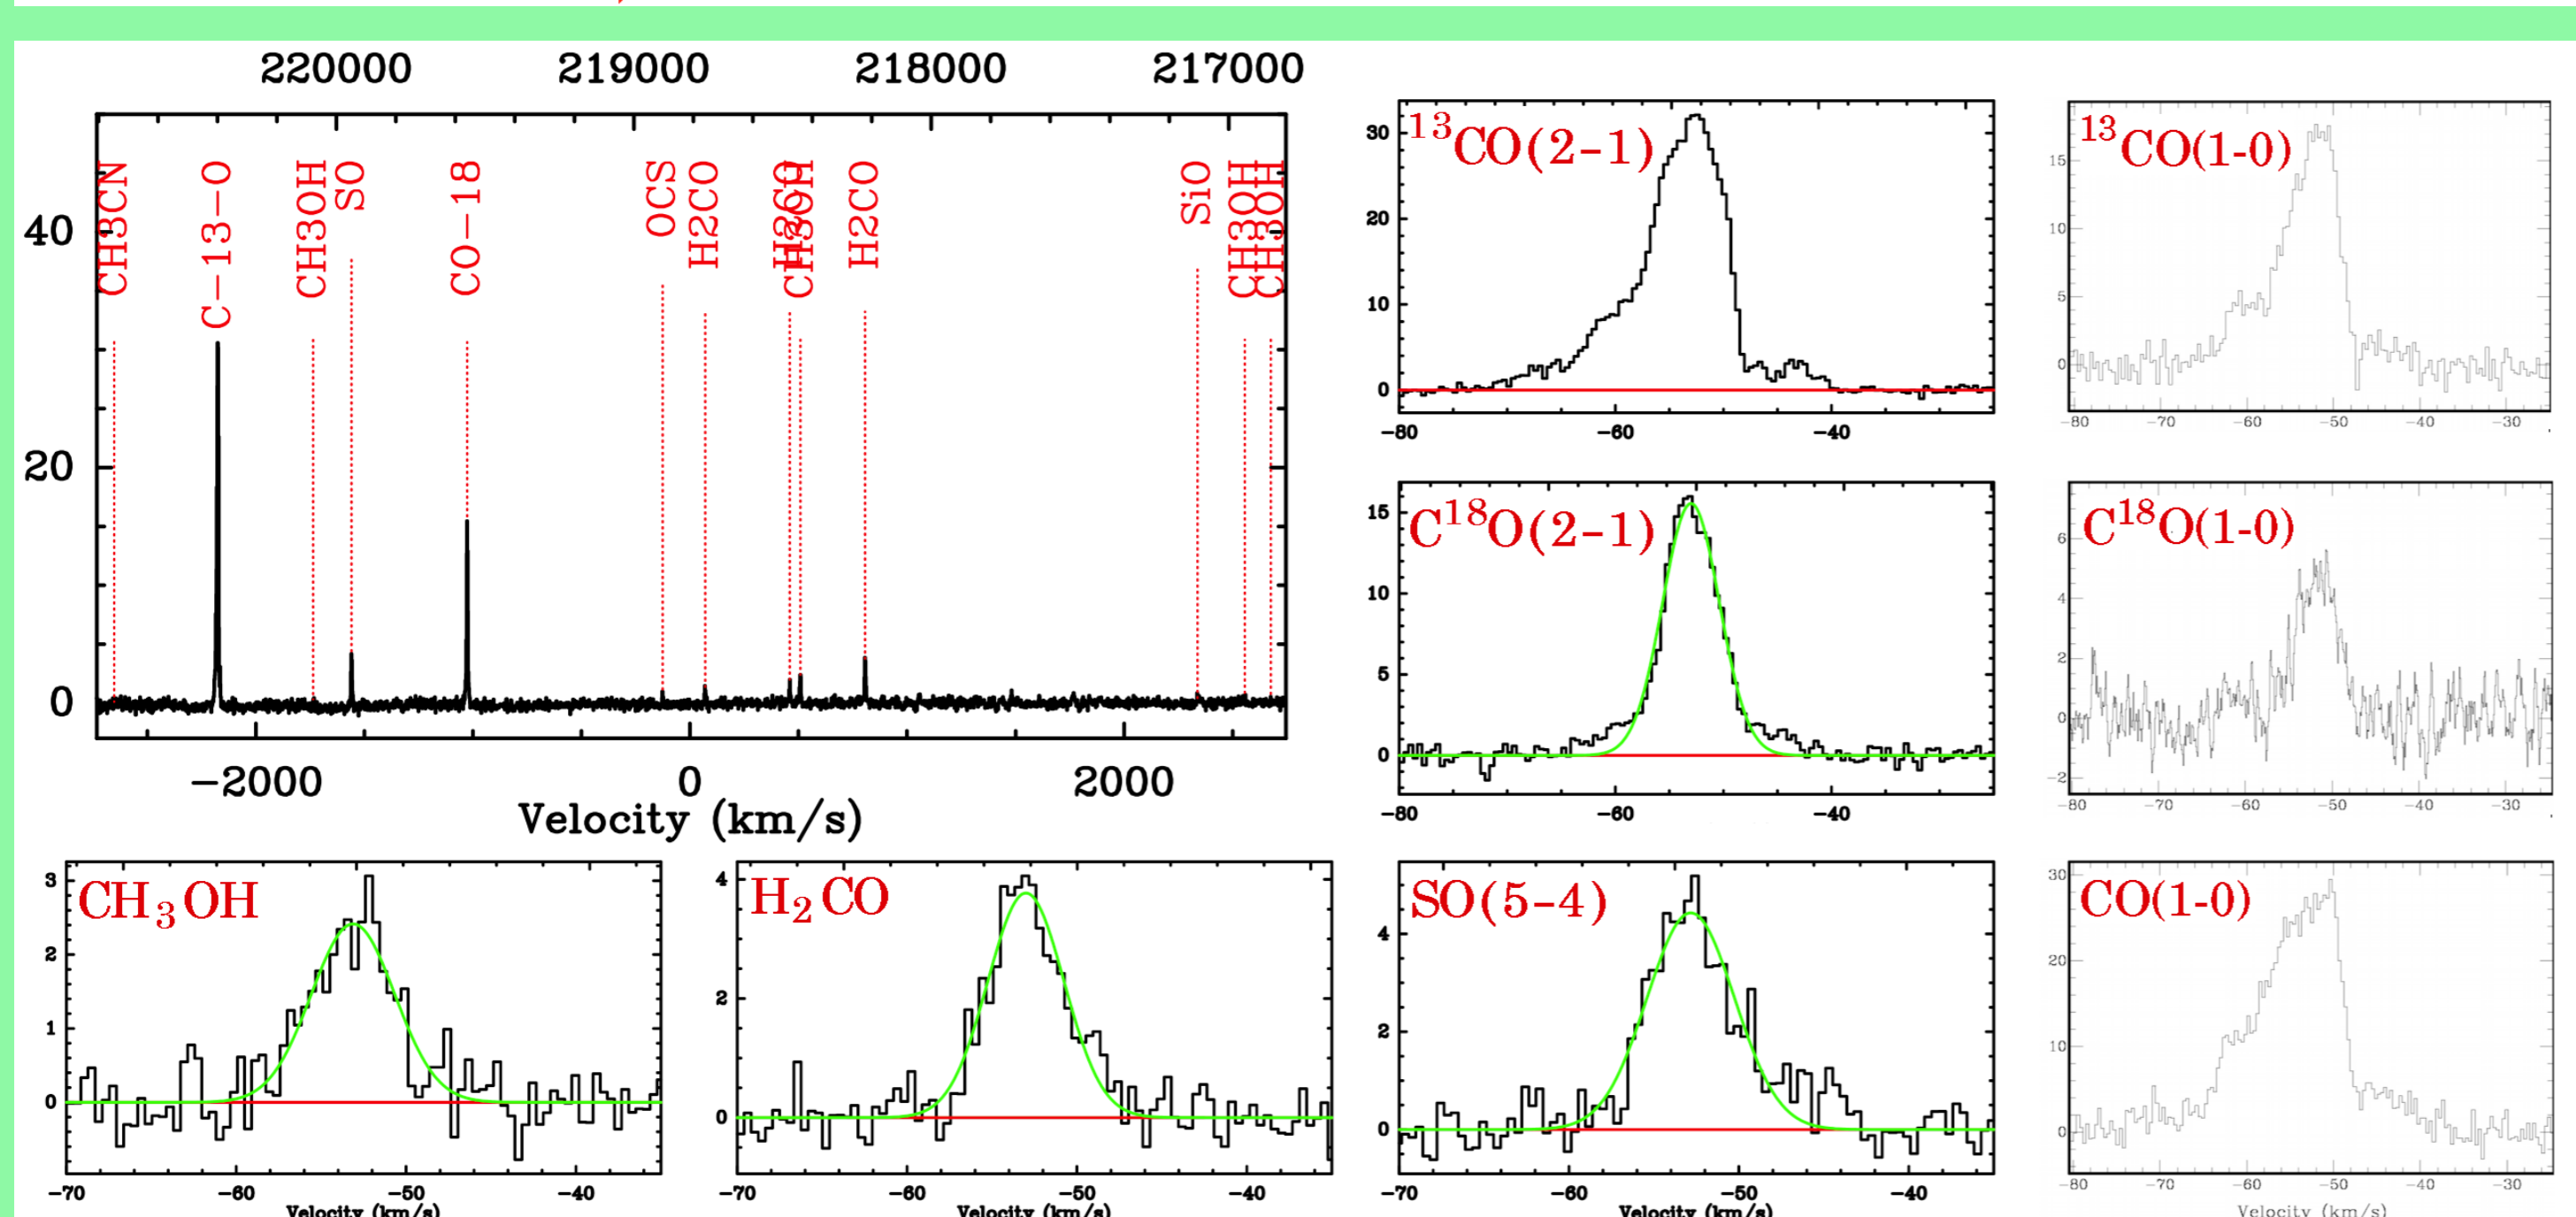 220000 219000 218000 217000
CH3CN
C-13-O
CH3OH
SO
CO-18
OCS
H2CO
H2CO
CH3OH
H2CO
SiO
CH3OH
CH3OH
40
20
0
-2000 0 2000
Velocity (km/s)
13CO(2-1)
30
20
10
0
-80 -60 -40
13CO(1-0)
15
10
5
0
-80 -70 -60 -50 -40 -30
C18O(2-1)
15
10
5
0
-80 -60 -40
C18O(1-0)
6
4
2
0
-2
-80 -70 -60 -50 -40 -30
CH3OH
3
2
1
0
-70 -60 -50 -40
Velocity (km/s)
H2CO
4
2
0
-70 -60 -50 -40
Velocity (km/s)
SO(5-4)
4
2
0
-70 -60 -50 -40
Velocity (km/s)
CO(1-0)
30
20
10
0
-80 -70 -60 -50 -40 -30
Velocity (km/s)